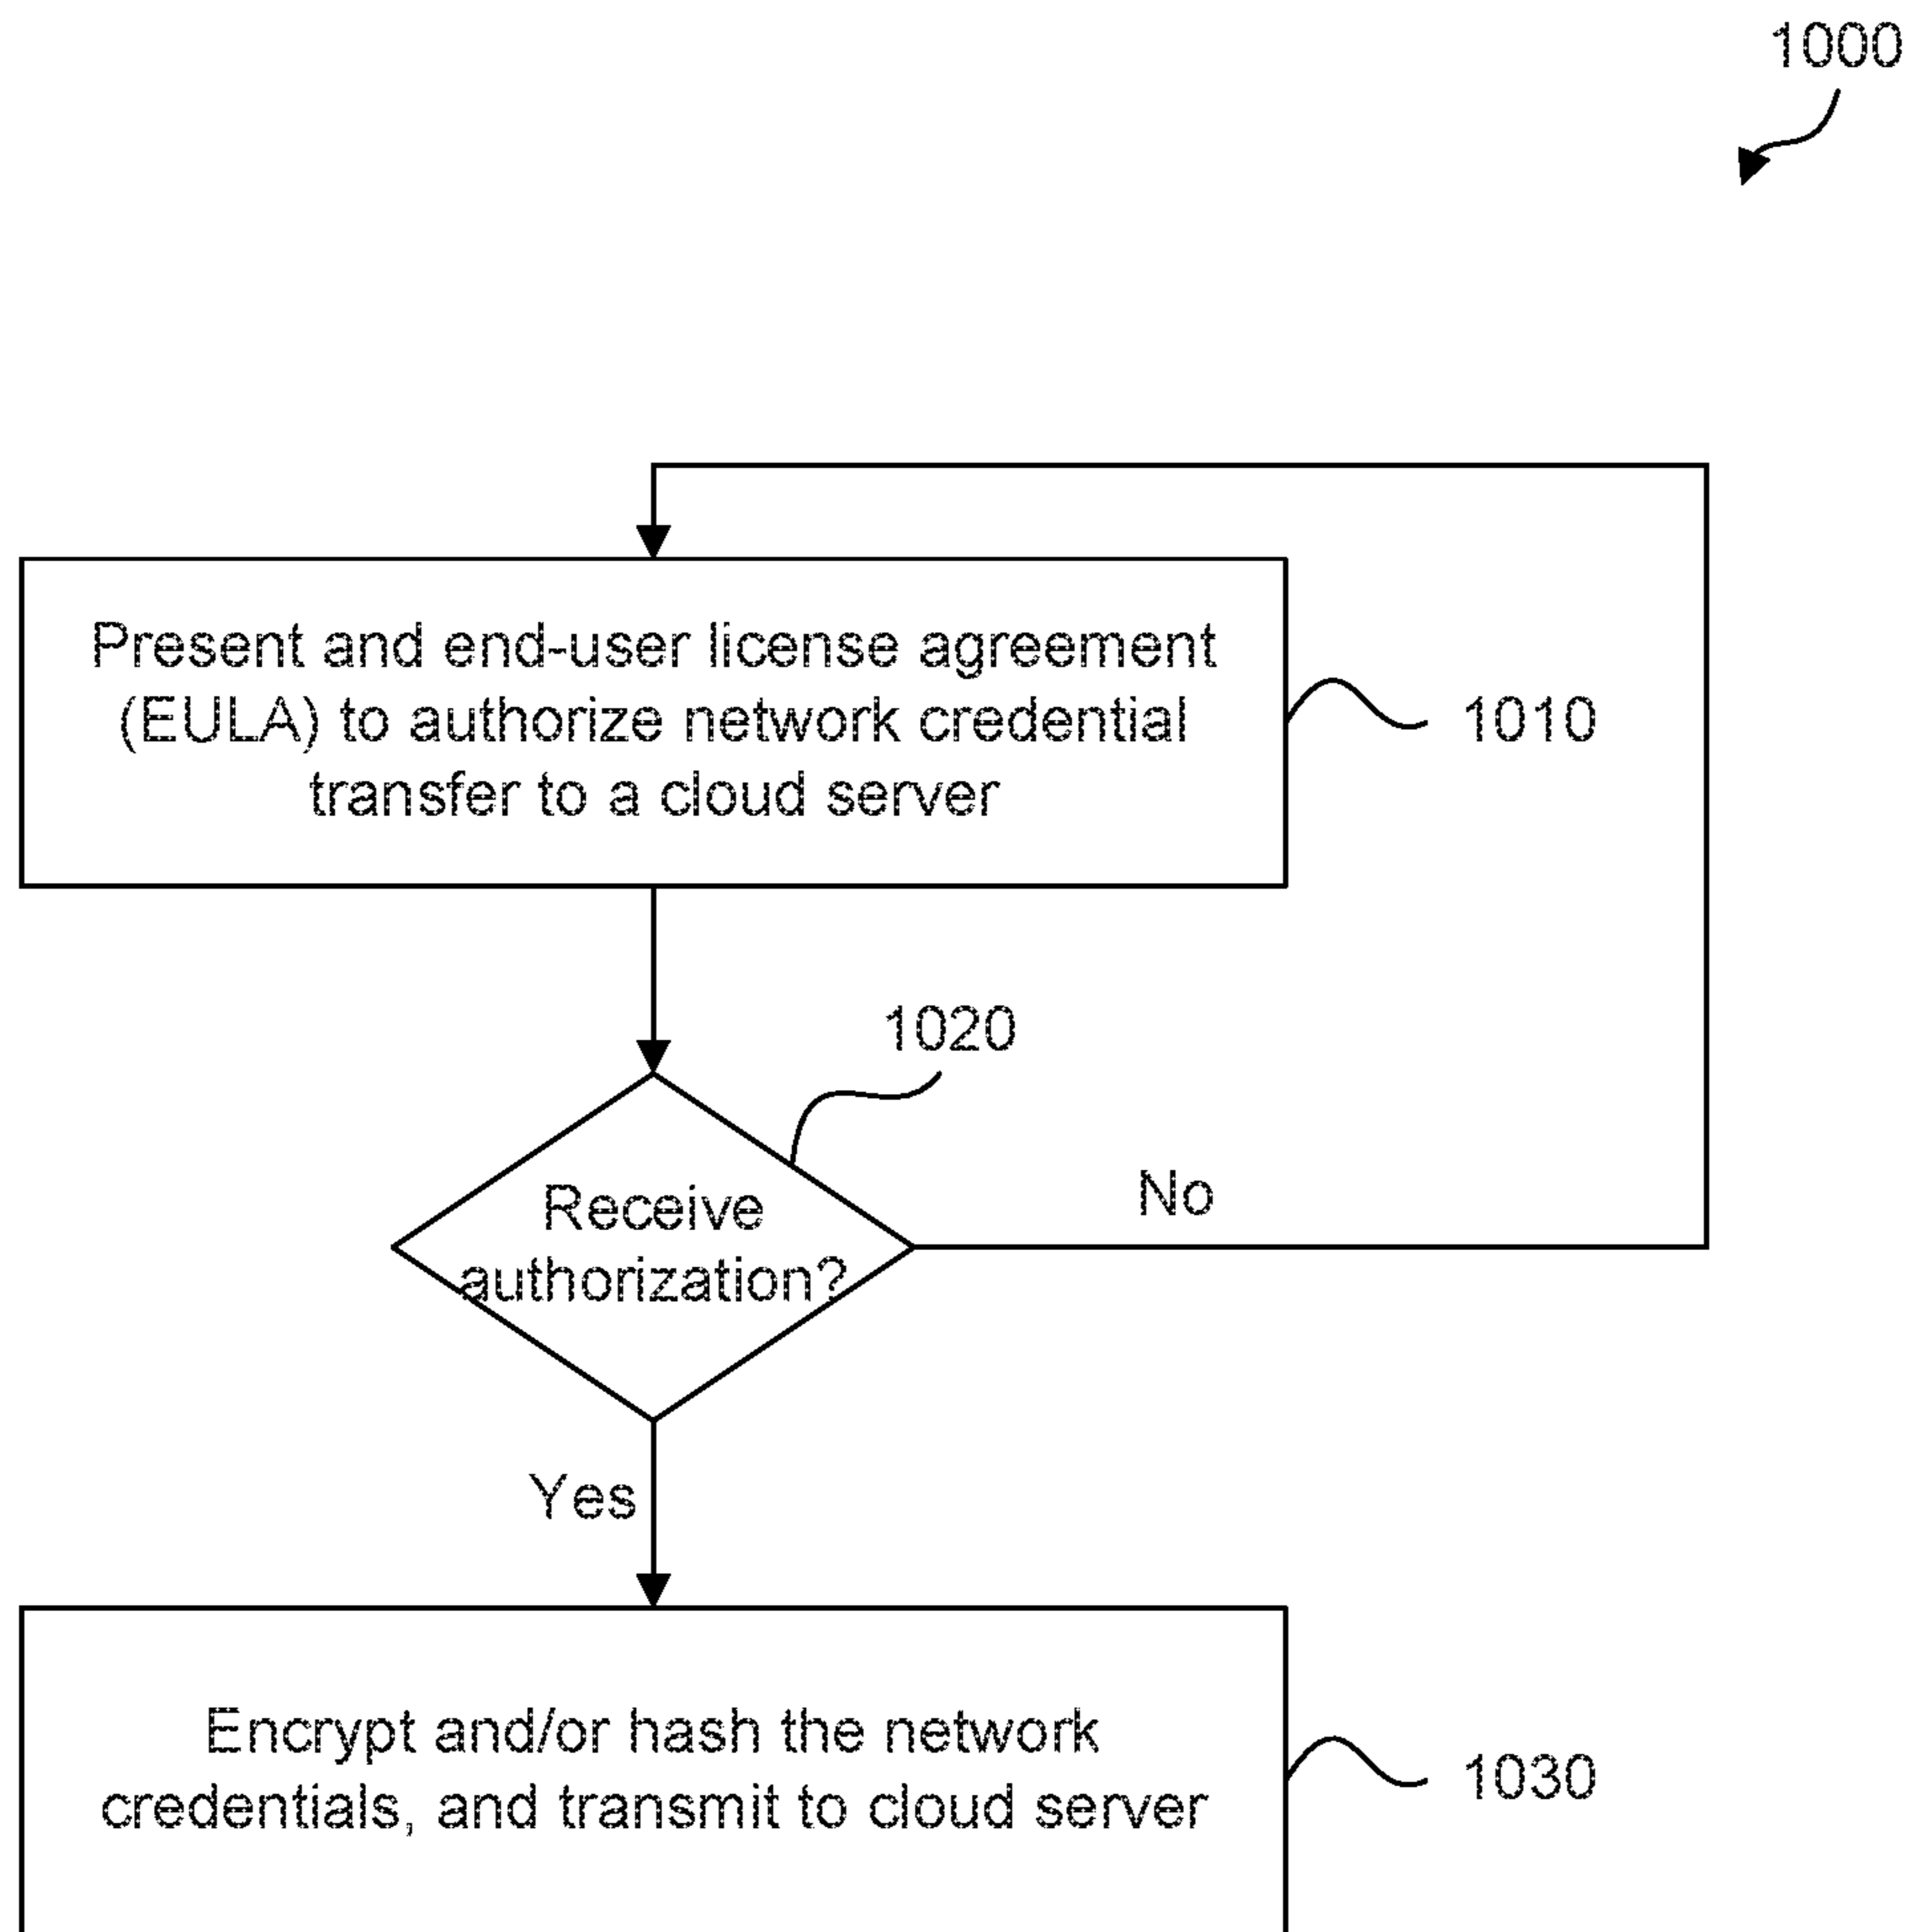 1000
Present and end-user license agreement
(EULA) to authorize network credential
transfer to a cloud server
1010
1020
Receive
authorization?
No
Yes
Encrypt and/or hash the network
credentials, and transmit to cloud server
1030